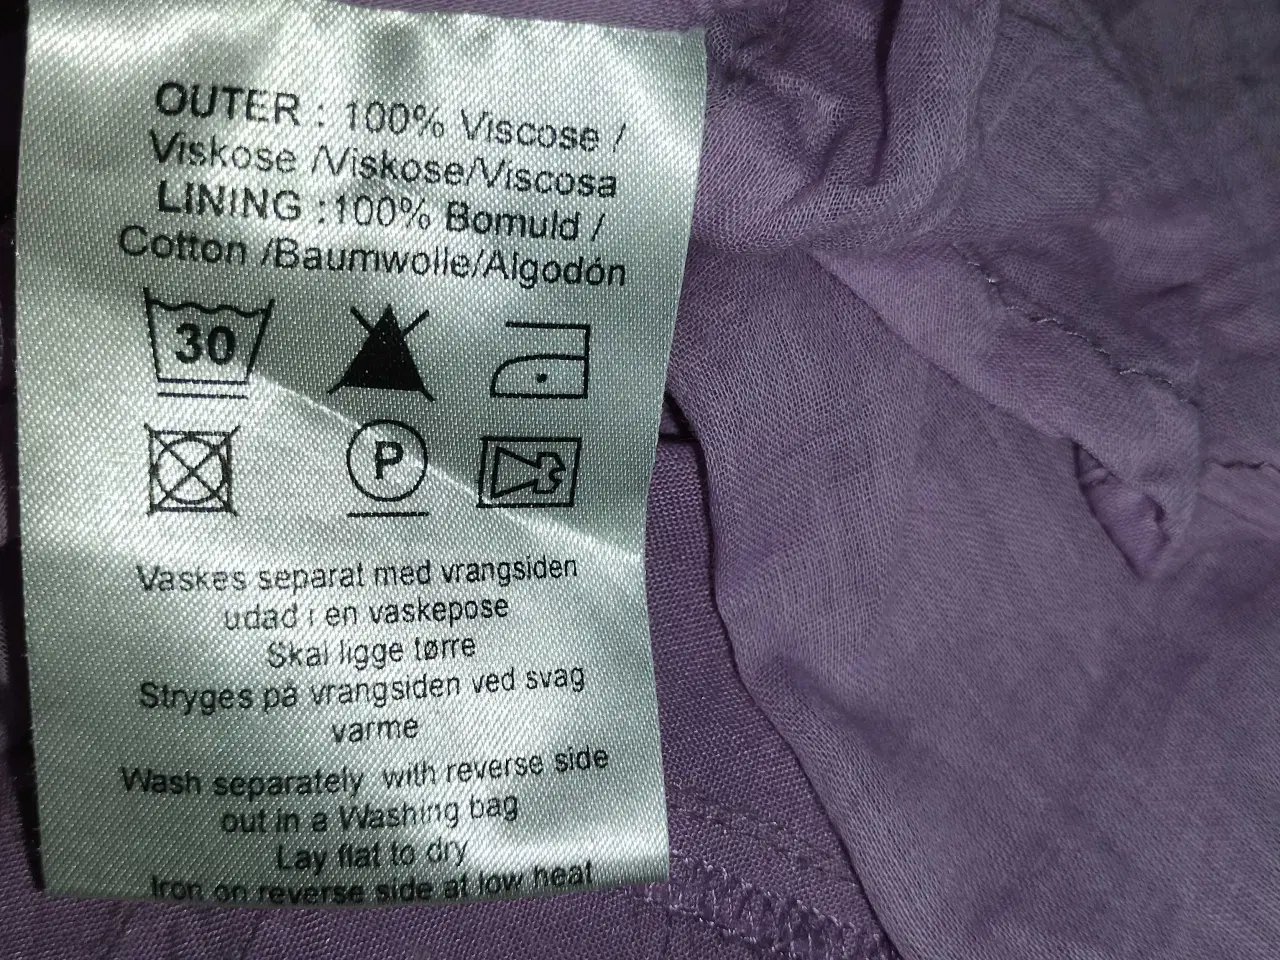 OUTER : 100% Viscose /
Viskose /Viskose/Viscosa
LINING :100% Bomuld /
Cotton /Baumwolle/Algodón
30
P
Vaskes separat med vrangsiden
udad i en vaskepose
Skal ligge tørre
Stryges på vrangsiden ved svag
varme
Wash separately with reverse side
out in a Washing bag
Lay flat to dry
Iron on reverse side at low heat